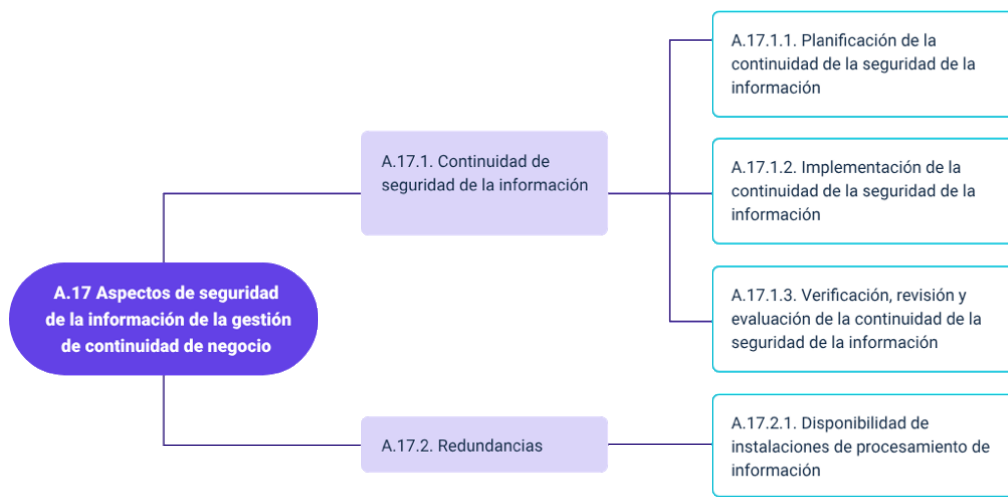 A.17 Aspectos de seguridad
de la información de la gestión
de continuidad de negocio
A.17.1. Continuidad de
seguridad de la información
A.17.1.1. Planificación de la
continuidad de la seguridad de la
información
A.17.1.2. Implementación de la
continuidad de la seguridad de la
información
A.17.1.3. Verificación, revisión y
evaluación de la continuidad de la
seguridad de la información
A.17.2. Redundancias
A.17.2.1. Disponibilidad de
instalaciones de procesamiento de
información